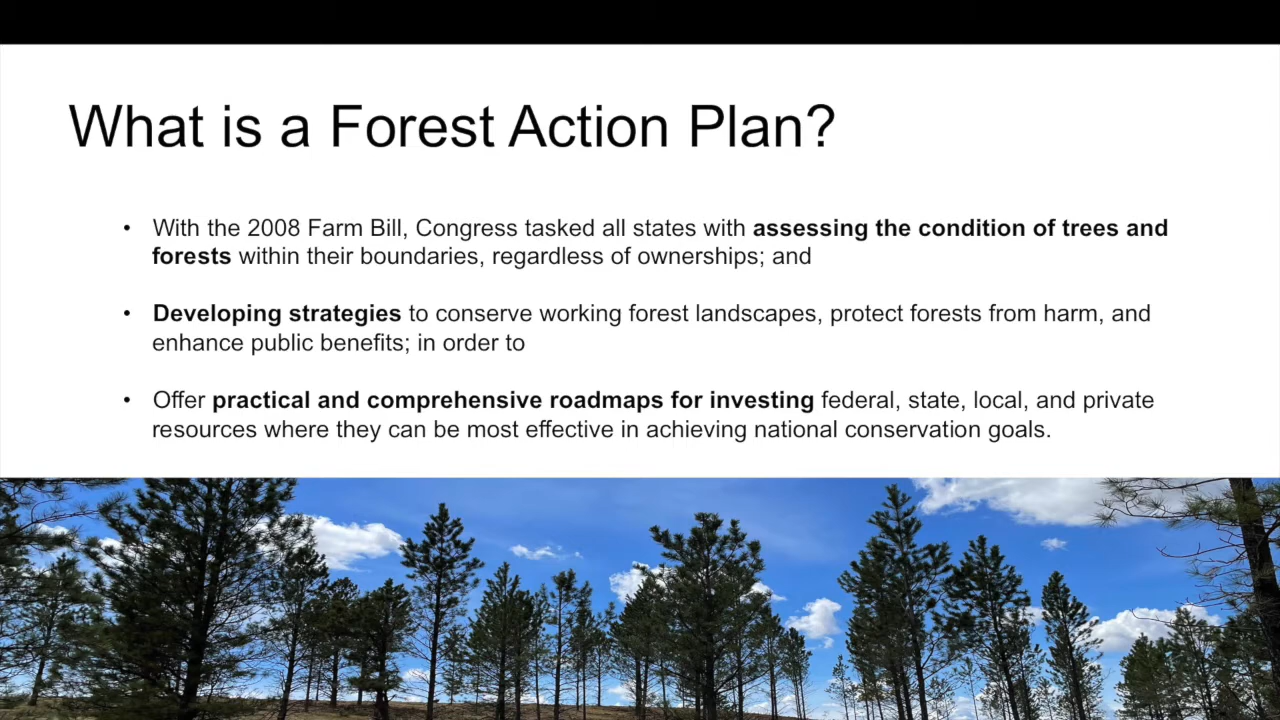 What is a Forest Action Plan?
• With the 2008 Farm Bill, Congress tasked all states with assessing the condition of trees and
forests within their boundaries, regardless of ownerships; and
• Developing strategies to conserve working forest landscapes, protect forests from harm, and
enhance public benefits; in order to
• Offer practical and comprehensive roadmaps for investing federal, state, local, and private
resources where they can be most effective in achieving national conservation goals.